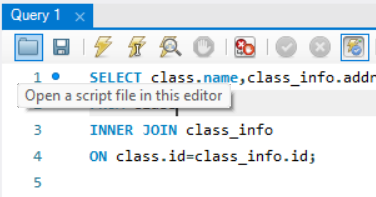 Query 1
1 SELECT class.name,class_info.addr
Open a script file in this editor
3 INNER JOIN class_info
4 ON class.id=class_info.id;
5